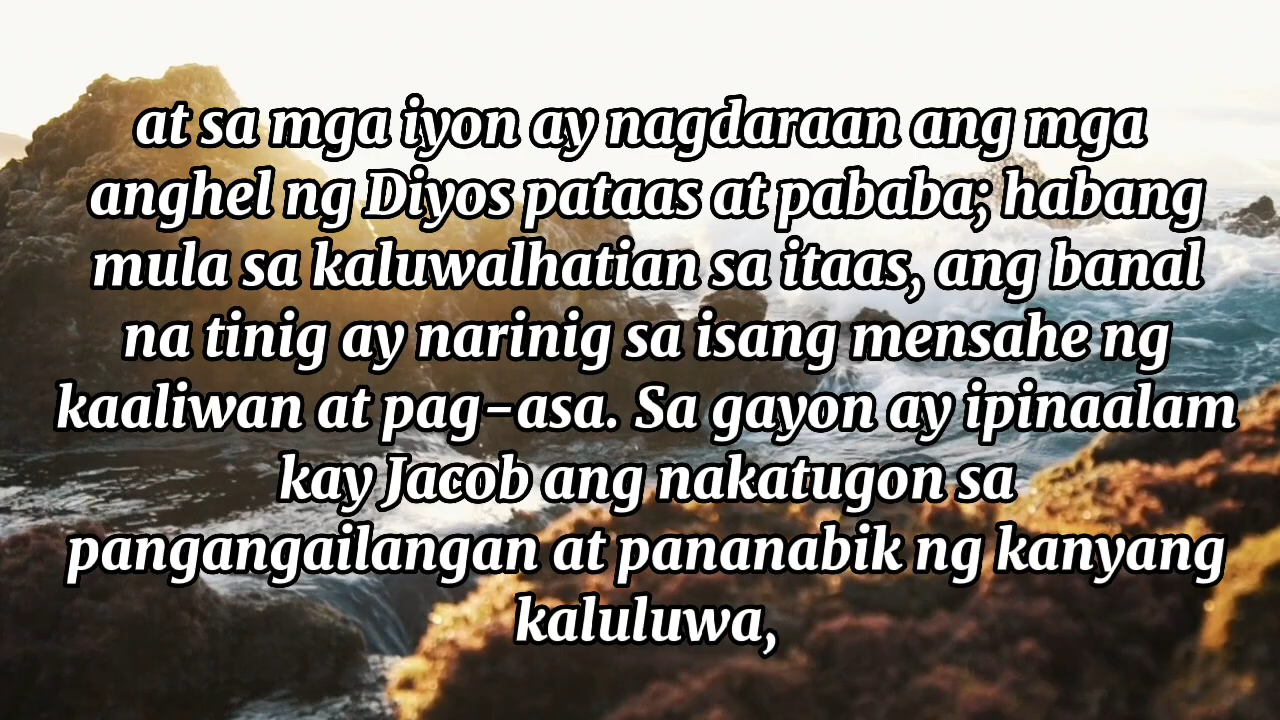 at sa mga iyon ay nagdaraan ang mga
anghel ng Diyos pataas at pababa; habang
mula sa kaluwalhatian sa itaas, ang banal
na tinig ay narinig sa isang mensahe ng
kaaliwan at pag-asa. Sa gayon ay ipinaalam
kay Jacob ang nakatugon sa
pangangailangan at pananabik ng kanyang
kaluluwa,